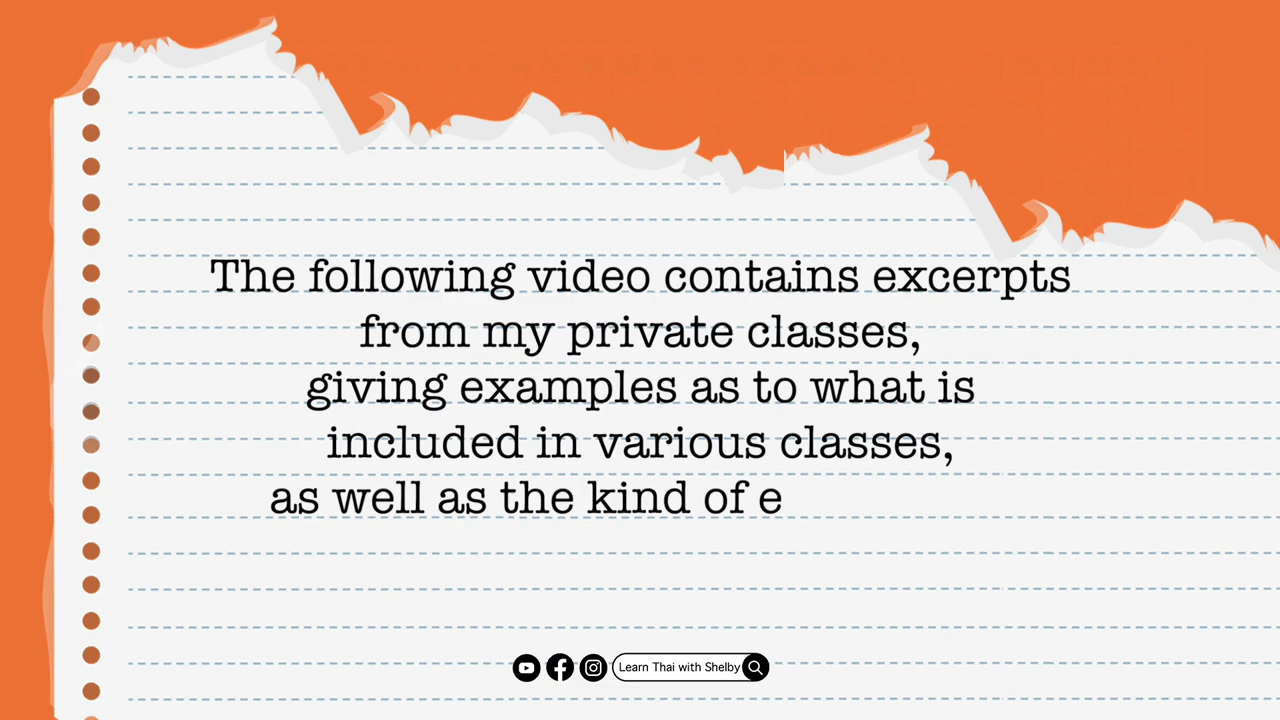 The following video contains excerpts
from my private classes,
giving examples as to what is
included in various classes,
as well as the kind of e
Learn Thai with Shelby